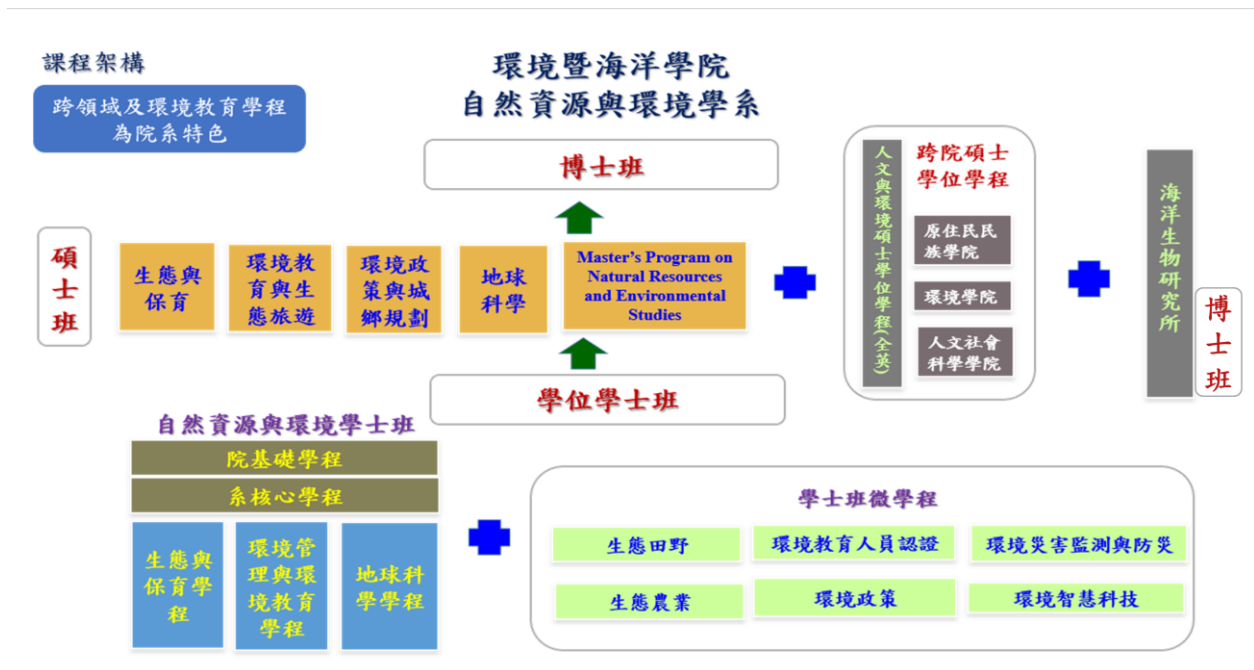 課程架構
跨領域及環境教育學程
為院系特色
環境暨海洋學院
自然資源與環境學系
博士班
碩士班
生態與
保育
環境教
育與生
態旅遊
環境政
策與城
鄉規劃
地球
科學
Master's Program on
Natural Resources
and Environmental
Studies
人文與環境碩士學位學程(全英)
跨院碩士
學位學程
原住民民
族學院
環境學院
人文社會
科學學院
海洋生物研究所
博士班
學位學士班
自然資源與環境學士班
院基礎學程
系核心學程
生態與
保育學
程
環境管
理與環
境教育
學程
地球科
學學程
學士班微學程
生態田野
環境教育人員認證
環境災害監測與防災
生態農業
環境政策
環境智慧科技